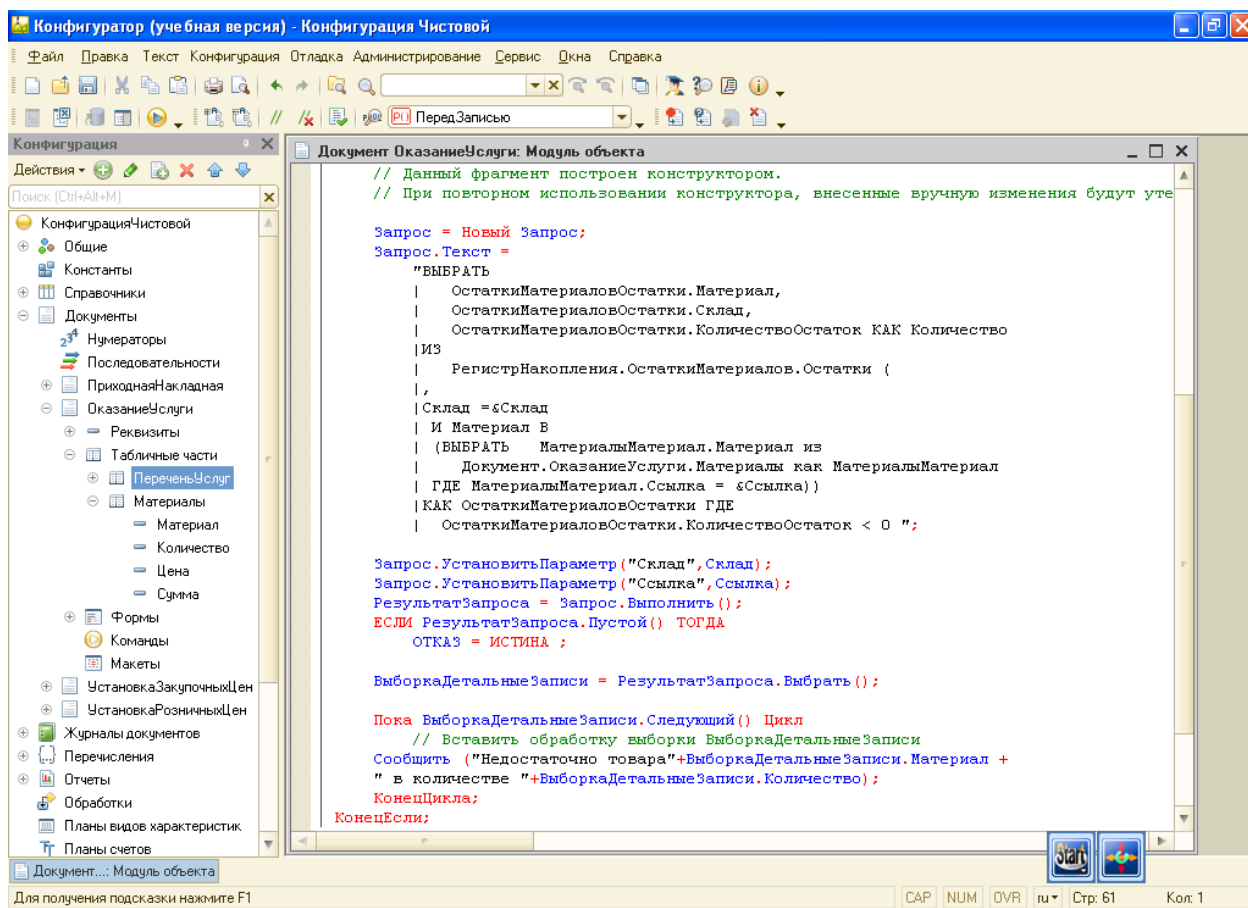 Конфигуратор (учебная версия) - Конфигурация Чистовой
Файл Правка Текст Конфигурация Отладка Администрирование Сервис Окна Справка
ПередЗаписью
Конфигурация
Действия
Поиск (Ctrl+Alt+M)
КонфигурацияЧистовой
Общие
Константы
Справочники
Документы
Нумераторы
Последовательности
ПриходнаяНакладная
ОказаниеУслуги
Реквизиты
Табличные части
ПереченьУслуг
Материалы
Материал
Количество
Цена
Сумма
Формы
Команды
Макеты
УстановкаЗакупочныхЦен
УстановкаРозничныхЦен
Журналы документов
Перечисления
Отчеты
Обработки
Планы видов характеристик
Планы счетов
Документ ОказаниеУслуги: Модуль объекта
// Данный фрагмент построен конструктором.
// При повторном использовании конструктора, внесенные вручную изменения будут уте
Запрос = Новый Запрос;
Запрос.Текст =
"ВЫБРАТЬ
|    ОстаткиМатериаловОстатки.Материал,
|    ОстаткиМатериаловОстатки.Склад,
|    ОстаткиМатериаловОстатки.КоличествоОстаток КАК Количество
|ИЗ
|    РегистрНакопления.ОстаткиМатериалов.Остатки (
|,
|Склад =&Склад
| И Материал В
|  (ВЫБРАТЬ   МатериалыМатериал.Материал из
|     Документ.ОказаниеУслуги.Материалы как МатериалыМатериал
| ГДЕ МатериалыМатериал.Ссылка = &Ссылка))
|КАК ОстаткиМатериаловОстатки ГДЕ
|   ОстаткиМатериаловОстатки.КоличествоОстаток < 0 ";
Запрос.УстановитьПараметр("Склад",Склад);
Запрос.УстановитьПараметр("Ссылка",Ссылка);
РезультатЗапроса = Запрос.Выполнить();
ЕСЛИ РезультатЗапроса.Пустой() ТОГДА
ОТКАЗ = ИСТИНА ;
ВыборкаДетальныеЗаписи = РезультатЗапроса.Выбрать();
Пока ВыборкаДетальныеЗаписи.Следующий() Цикл
// Вставить обработку выборки ВыборкаДетальныеЗаписи
Сообщить ("Недостаточно товара"+ВыборкаДетальныеЗаписи.Материал +
" в количестве "+ВыборкаДетальныеЗаписи.Количество);
КонецЦикла;
КонецЕсли;
Start
Документ...: Модуль объекта
Для получения подсказки нажмите F1
CAP NUM OVR ru Стр: 61 Кол: 1